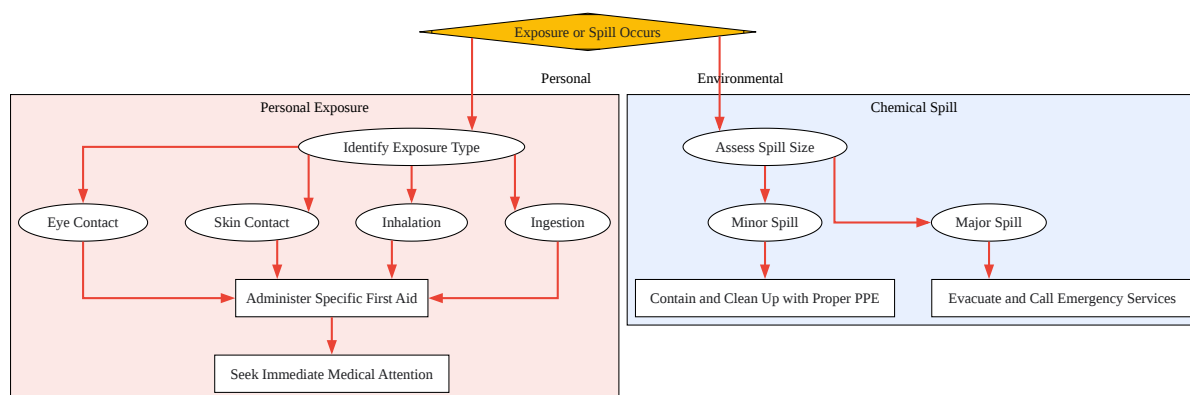 Exposure or Spill Occurs
Personal
Environmental
Personal Exposure
Chemical Spill
Identify Exposure Type
Assess Spill Size
Eye Contact
Skin Contact
Inhalation
Ingestion
Minor Spill
Major Spill
Administer Specific First Aid
Contain and Clean Up with Proper PPE
Evacuate and Call Emergency Services
Seek Immediate Medical Attention